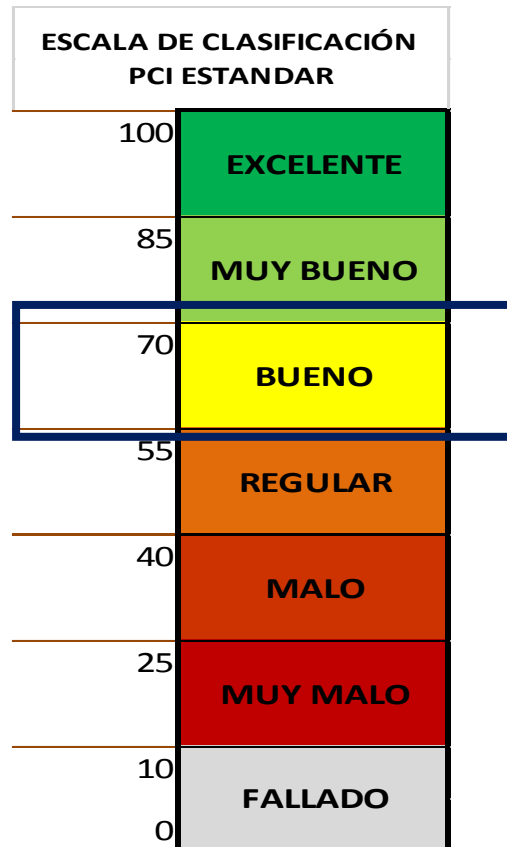 ESCALA DE CLASIFICACIÓN
PCI ESTANDAR
100
EXCELENTE
85
MUY BUENO
70
BUENO
55
REGULAR
40
MALO
25
MUY MALO
10
FALLADO
0